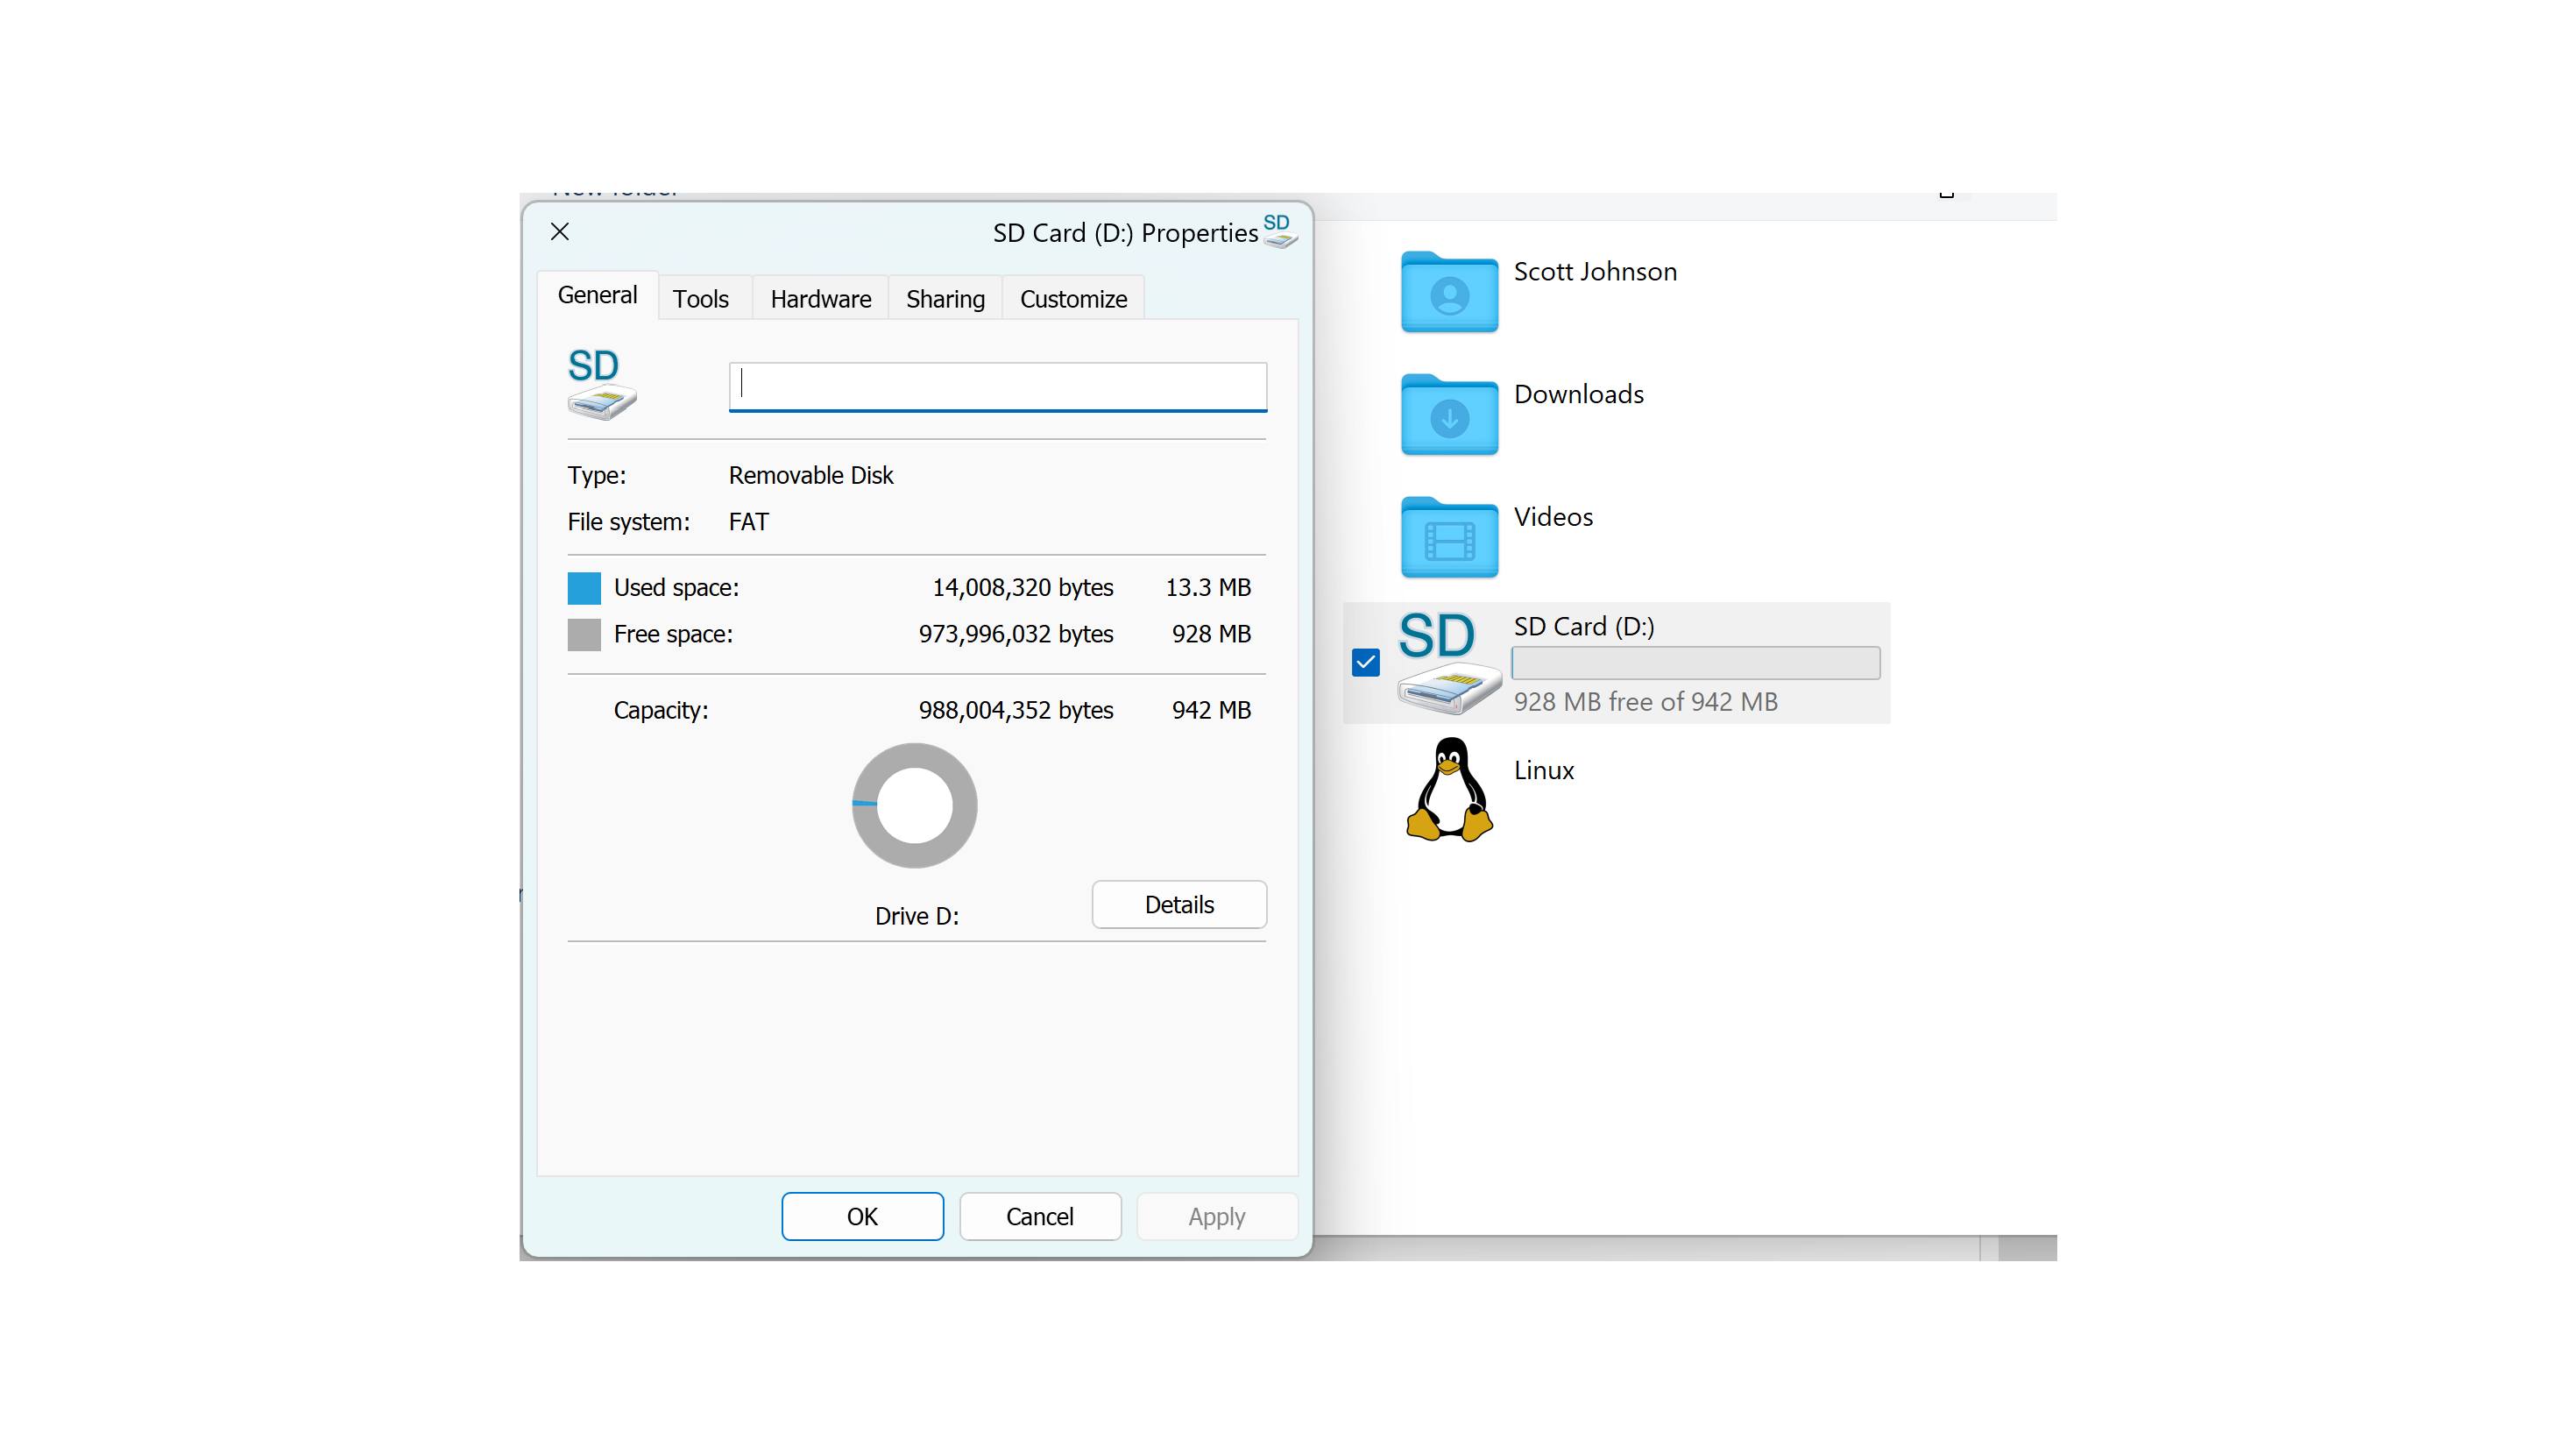 New folder
SD Card (D:) Properties SD
General Tools Hardware Sharing Customize
SD
Type: Removable Disk
File system: FAT
Used space: 14,008,320 bytes 13.3 MB
Free space: 973,996,032 bytes 928 MB
Capacity: 988,004,352 bytes 942 MB
Drive D:
Details
OK Cancel Apply
Scott Johnson
Downloads
Videos
SD
SD Card (D:)
928 MB free of 942 MB
Linux